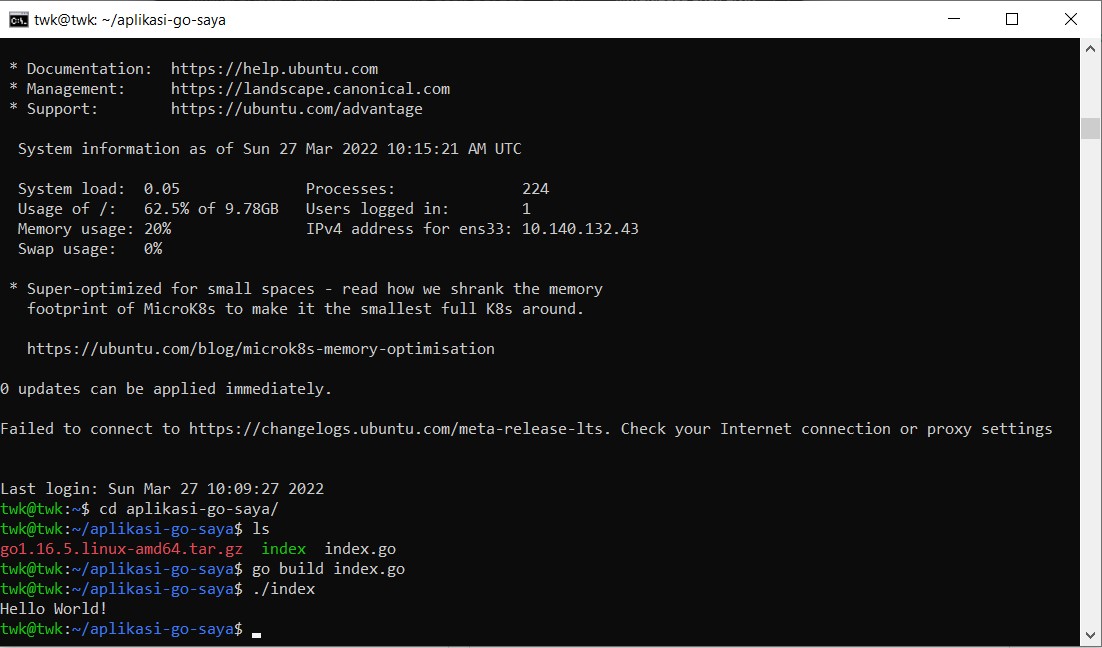 twk@twk: ~/aplikasi-go-saya
* Documentation:  https://help.ubuntu.com
* Management:     https://landscape.canonical.com
* Support:        https://ubuntu.com/advantage
System information as of Sun 27 Mar 2022 10:15:21 AM UTC
System load:  0.05              Processes:              224
Usage of /:   62.5% of 9.78GB   Users logged in:        1
Memory usage: 20%               IPv4 address for ens33: 10.140.132.43
Swap usage:   0%
* Super-optimized for small spaces - read how we shrank the memory
footprint of MicroK8s to make it the smallest full K8s around.
https://ubuntu.com/blog/microk8s-memory-optimisation
0 updates can be applied immediately.
Failed to connect to https://changelogs.ubuntu.com/meta-release-lts. Check your Internet connection or proxy settings
Last login: Sun Mar 27 10:09:27 2022
twk@twk:~$ cd aplikasi-go-saya/
twk@twk:~/aplikasi-go-saya$ ls
go1.16.5.linux-amd64.tar.gz  index  index.go
twk@twk:~/aplikasi-go-saya$ go build index.go
twk@twk:~/aplikasi-go-saya$ ./index
Hello World!
twk@twk:~/aplikasi-go-saya$